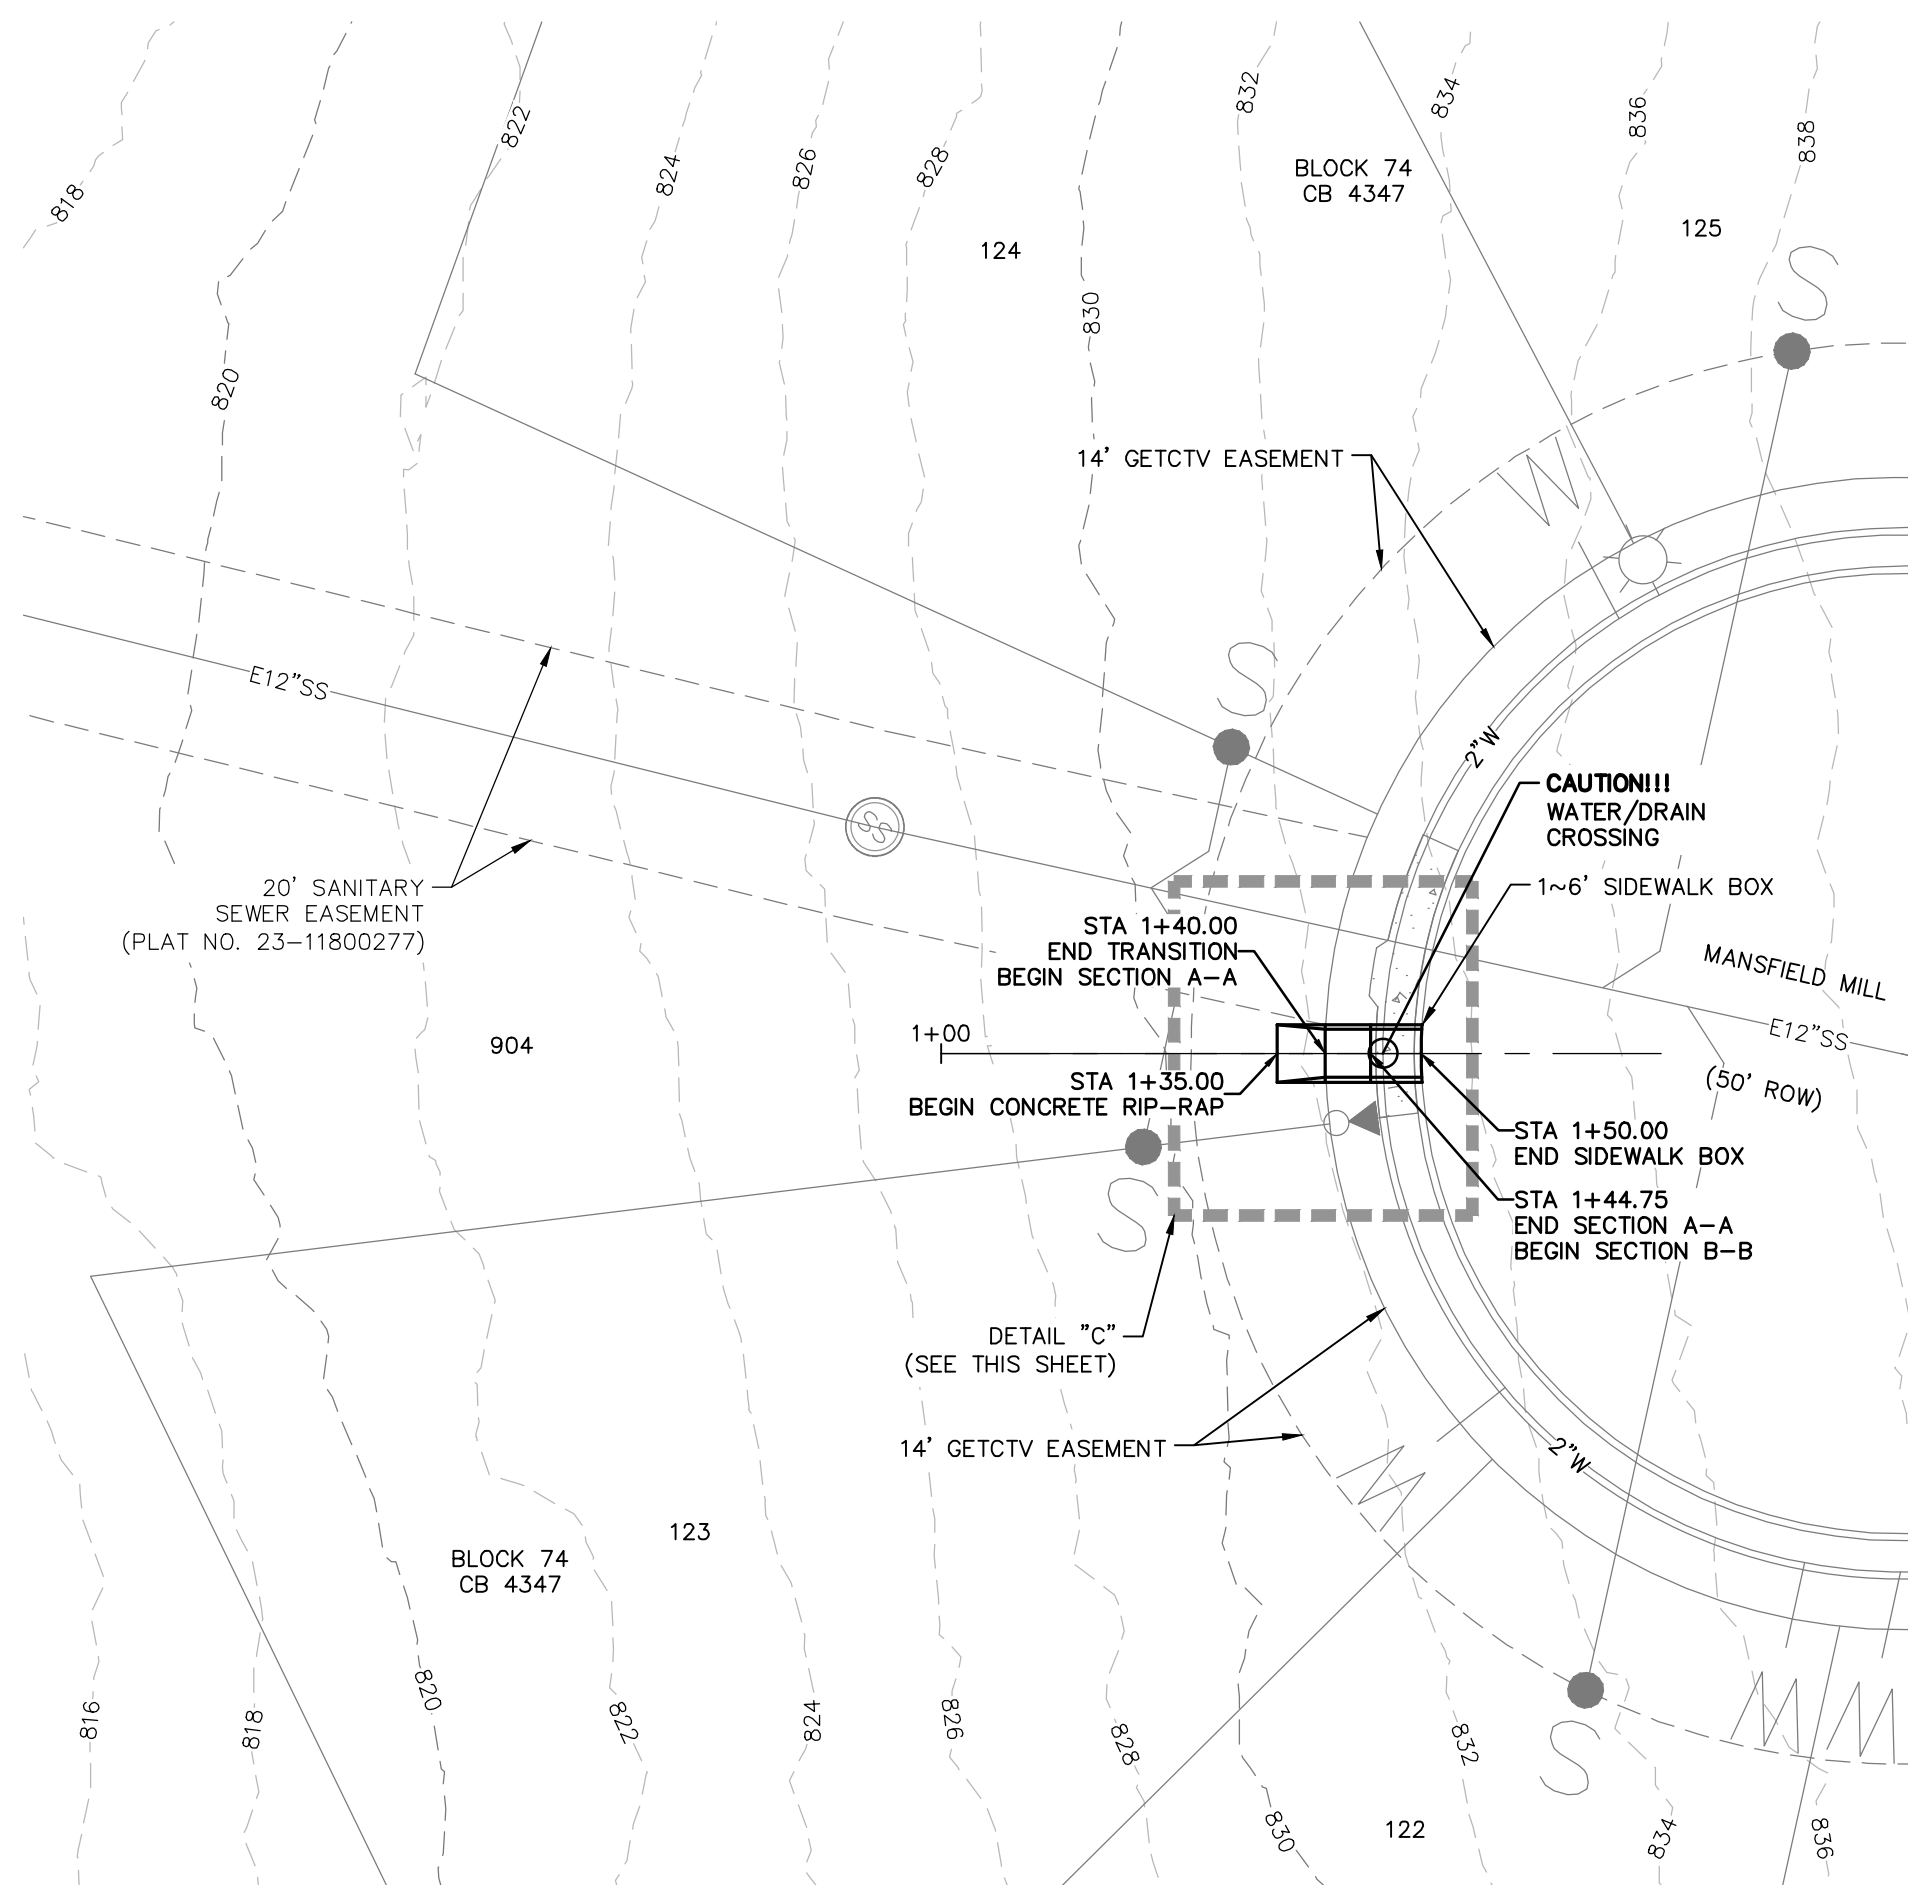 832
834
836
838
822
824
826
828
818
BLOCK 74
CB 4347
125
124
S
830
820
14' GETCTV EASEMENT
W
E12"SS
S
2"W
CAUTION!!!
WATER/DRAIN
CROSSING
S
20' SANITARY
SEWER EASEMENT
(PLAT NO. 23-11800277)
1~6' SIDEWALK BOX
STA 1+40.00
END TRANSITION
BEGIN SECTION A-A
MANSFIELD MILL
E12"SS
(50' ROW)
904
1+00
STA 1+35.00
BEGIN CONCRETE RIP-RAP
STA 1+50.00
END SIDEWALK BOX
STA 1+44.75
END SECTION A-A
BEGIN SECTION B-B
S
DETAIL "C"
(SEE THIS SHEET)
14' GETCTV EASEMENT
2"W
W
123
BLOCK 74
CB 4347
816
818
820
822
824
826
828
832
S
W
W
830
122
834
836